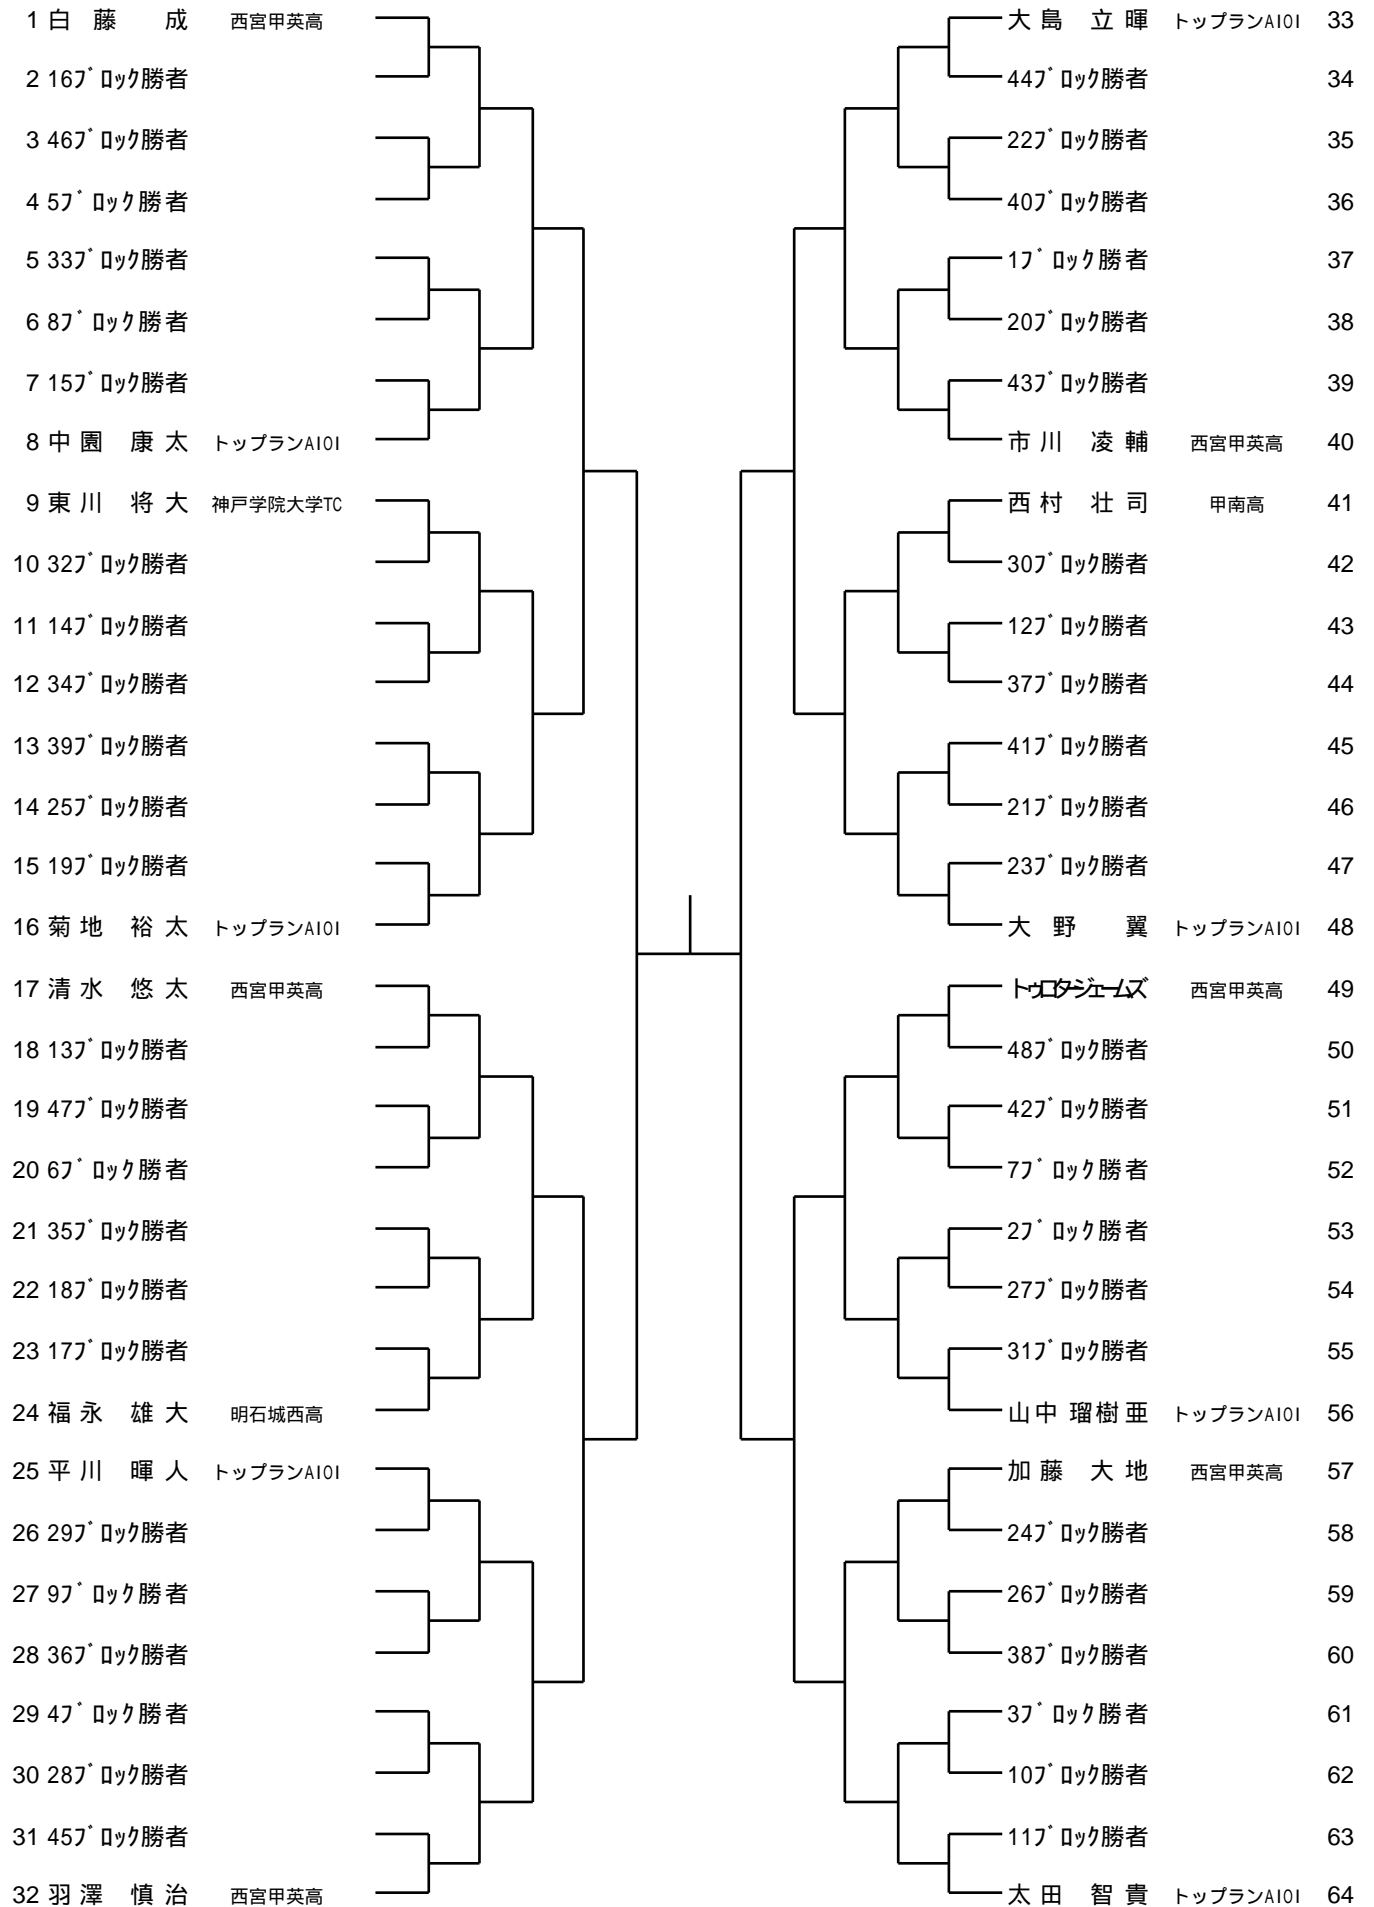 1 白 藤 成 西宮甲英高
2 16ﾌﾞﾛｯｸ勝者
3 46ﾌﾞﾛｯｸ勝者
4 5ﾌﾞﾛｯｸ勝者
5 33ﾌﾞﾛｯｸ勝者
6 8ﾌﾞﾛｯｸ勝者
7 15ﾌﾞﾛｯｸ勝者
8 中 園 康 太 トップランAIOI
9 東 川 将 大 神戸学院大学TC
10 32ﾌﾞﾛｯｸ勝者
11 14ﾌﾞﾛｯｸ勝者
12 34ﾌﾞﾛｯｸ勝者
13 39ﾌﾞﾛｯｸ勝者
14 25ﾌﾞﾛｯｸ勝者
15 19ﾌﾞﾛｯｸ勝者
16 菊 地 裕 太 トップランAIOI
17 清 水 悠 太 西宮甲英高
18 13ﾌﾞﾛｯｸ勝者
19 47ﾌﾞﾛｯｸ勝者
20 6ﾌﾞﾛｯｸ勝者
21 35ﾌﾞﾛｯｸ勝者
22 18ﾌﾞﾛｯｸ勝者
23 17ﾌﾞﾛｯｸ勝者
24 福 永 雄 大 明石城西高
25 平 川 暉 人 トップランAIOI
26 29ﾌﾞﾛｯｸ勝者
27 9ﾌﾞﾛｯｸ勝者
28 36ﾌﾞﾛｯｸ勝者
29 4ﾌﾞﾛｯｸ勝者
30 28ﾌﾞﾛｯｸ勝者
31 45ﾌﾞﾛｯｸ勝者
32 羽 澤 慎 治 西宮甲英高
大 島 立 暉 トップランAIOI 33
44ﾌﾞﾛｯｸ勝者 34
22ﾌﾞﾛｯｸ勝者 35
40ﾌﾞﾛｯｸ勝者 36
1ﾌﾞﾛｯｸ勝者 37
20ﾌﾞﾛｯｸ勝者 38
43ﾌﾞﾛｯｸ勝者 39
市 川 凌 輔 西宮甲英高 40
西 村 壮 司 甲南高 41
30ﾌﾞﾛｯｸ勝者 42
12ﾌﾞﾛｯｸ勝者 43
37ﾌﾞﾛｯｸ勝者 44
41ﾌﾞﾛｯｸ勝者 45
21ﾌﾞﾛｯｸ勝者 46
23ﾌﾞﾛｯｸ勝者 47
大 野 翼 トップランAIOI 48
トゥロタージェームズ 西宮甲英高 49
48ﾌﾞﾛｯｸ勝者 50
42ﾌﾞﾛｯｸ勝者 51
7ﾌﾞﾛｯｸ勝者 52
2ﾌﾞﾛｯｸ勝者 53
27ﾌﾞﾛｯｸ勝者 54
31ﾌﾞﾛｯｸ勝者 55
山中 瑠樹亜 トップランAIOI 56
加 藤 大 地 西宮甲英高 57
24ﾌﾞﾛｯｸ勝者 58
26ﾌﾞﾛｯｸ勝者 59
38ﾌﾞﾛｯｸ勝者 60
3ﾌﾞﾛｯｸ勝者 61
10ﾌﾞﾛｯｸ勝者 62
11ﾌﾞﾛｯｸ勝者 63
太 田 智 貴 トップランAIOI 64